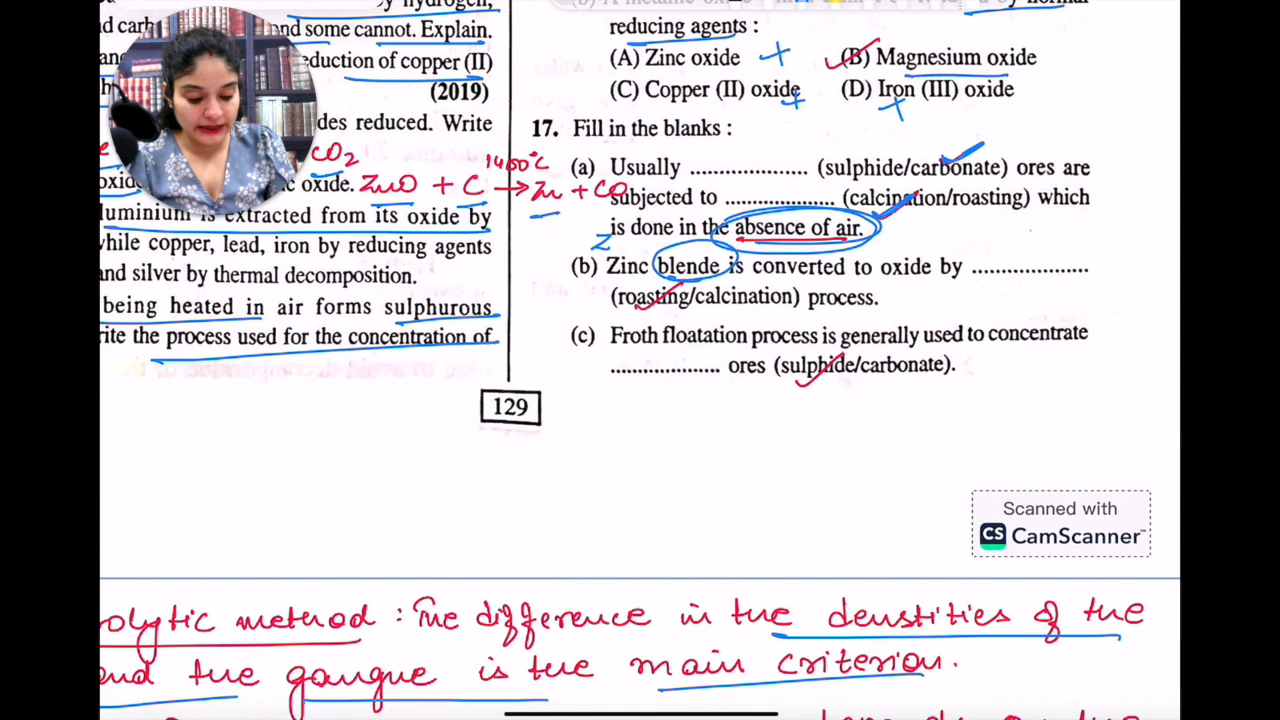 by hydrogen,
nd some cannot. Explain.
eduction of copper (II)
(2019)
des reduced. Write
CO2
oxide c oxide. ZnO + C 1400°C → Zn + CO
luminium is extracted from its oxide by
hile copper, lead, iron by reducing agents
and silver by thermal decomposition.
being heated in air forms sulphurous
rite the process used for the concentration of
129
reducing agents :
(A) Zinc oxide (B) Magnesium oxide
(C) Copper (II) oxide (D) Iron (III) oxide
17. Fill in the blanks :
(a) Usually .................... (sulphide/carbonate) ores are
subjected to .................... (calcination/roasting) which
is done in the absence of air.
(b) Zinc blende is converted to oxide by ....................
(roasting/calcination) process.
(c) Froth floatation process is generally used to concentrate
.................... ores (sulphide/carbonate).
Scanned with
CS CamScanner
olytic method : The difference in the denstities of the
and the gangue is the main criterion.